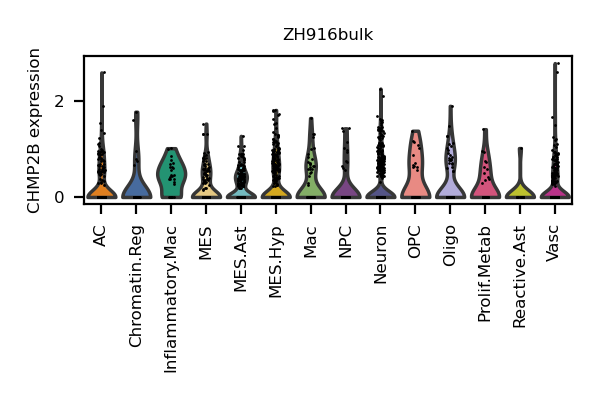 ZH916bulk
CHMP2B expression
2
0
AC
Chromatin.Reg
Inflammatory.Mac
MES
MES.Ast
MES.Hyp
Mac
NPC
Neuron
OPC
Oligo
Prolif.Metab
Reactive.Ast
Vasc